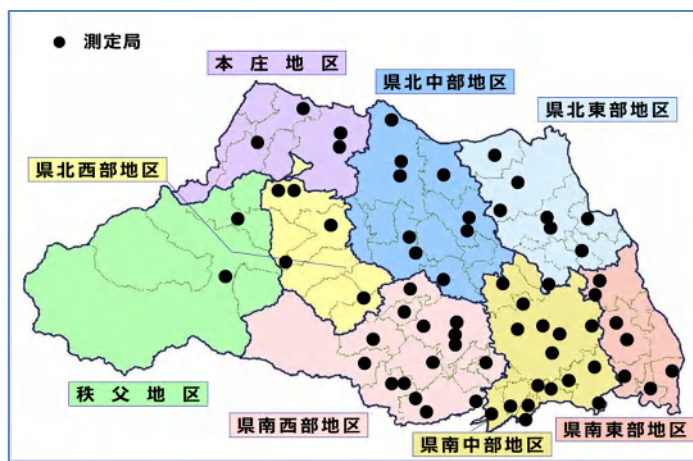 ● 測定局
本庄地区
県北中部地区
県北東部地区
県北西部地区
秩父地区
県南西部地区
県南中部地区
県南東部地区